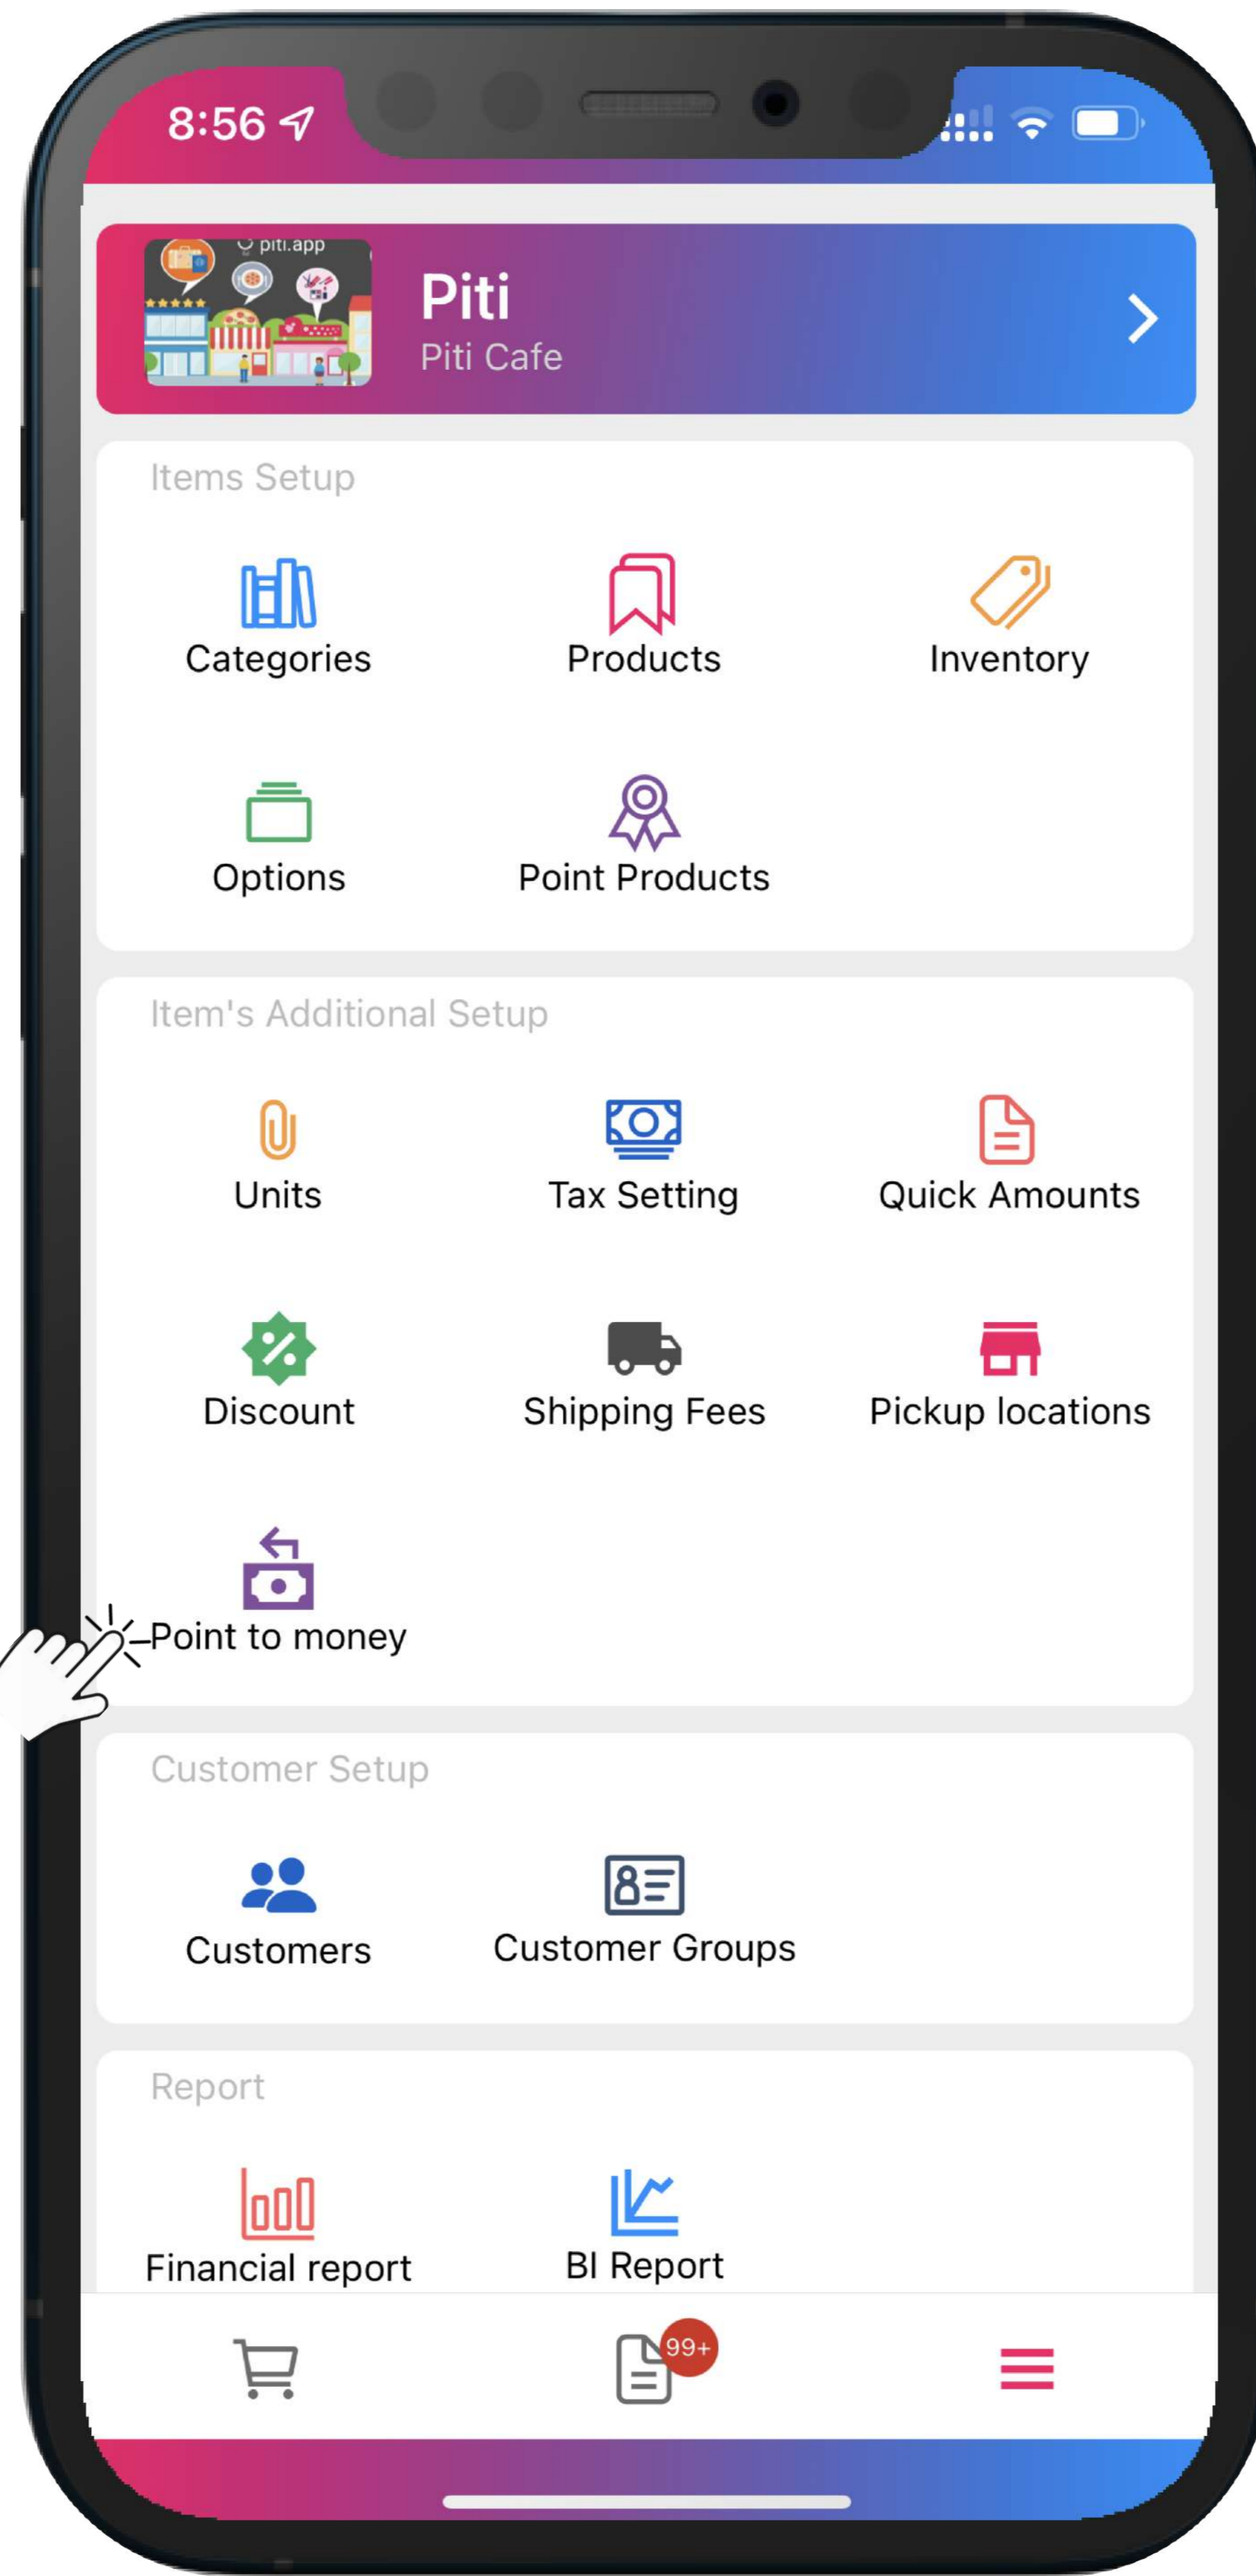 8:56
piti.app
Piti
Piti Cafe
Items Setup
Categories Products Inventory
Options Point Products
Item's Additional Setup
Units Tax Setting Quick Amounts
Discount Shipping Fees Pickup locations
Point to money
Customer Setup
Customers Customer Groups
Report
Financial report BI Report
99+